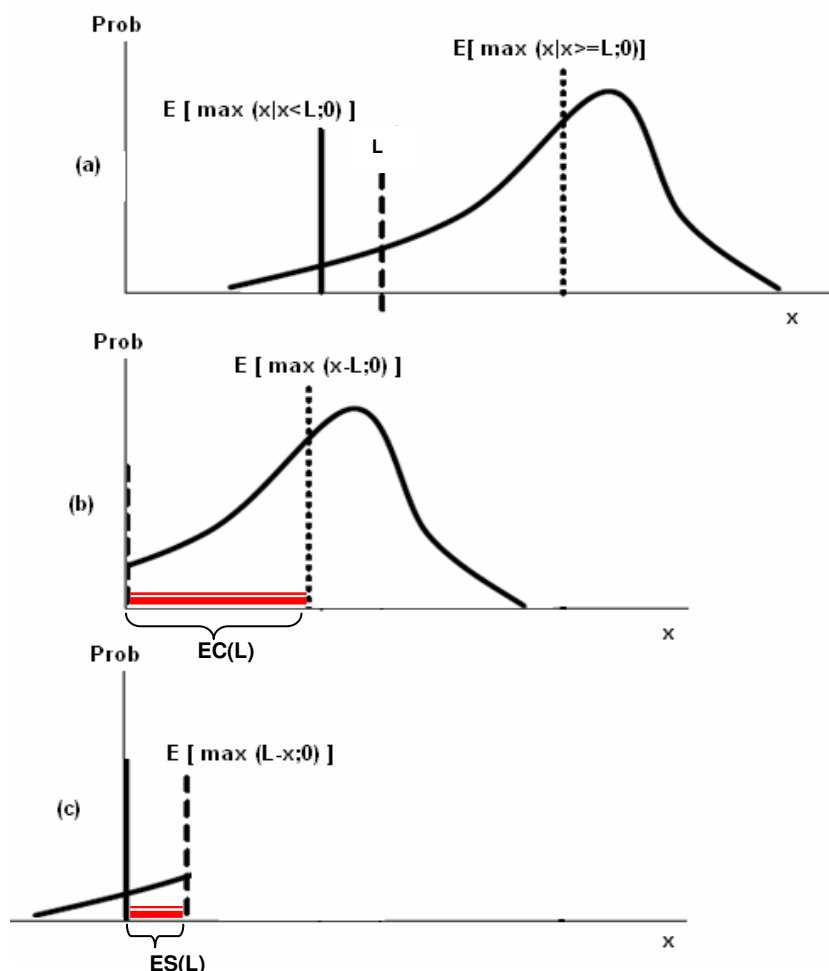 Prob
E[ max (x|x>=L;0)]
E [ max (x|x<L;0) ]
L
(a)
x
Prob
E [ max (x-L;0) ]
(b)
x
EC(L)
Prob
E [ max (L-x;0) ]
(c)
x
ES(L)